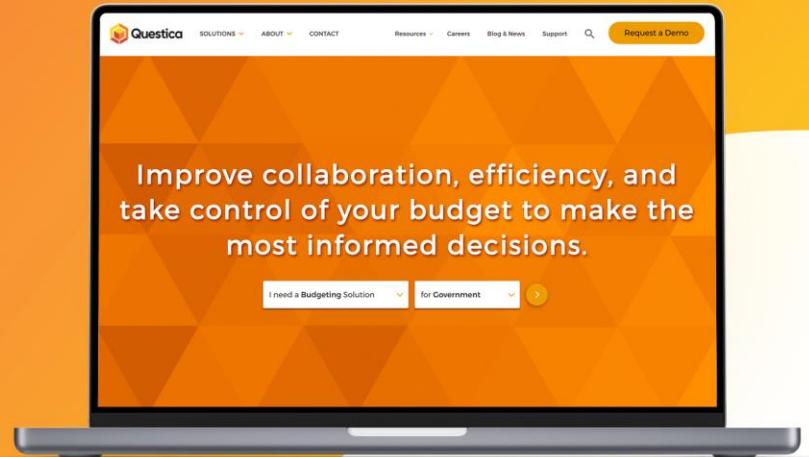 Questica SOLUTIONS ABOUT CONTACT Resources Careers Blog & News Support Request a Demo
Improve collaboration, efficiency, and
take control of your budget to make the
most informed decisions.
I need a Budgeting Solution for Government